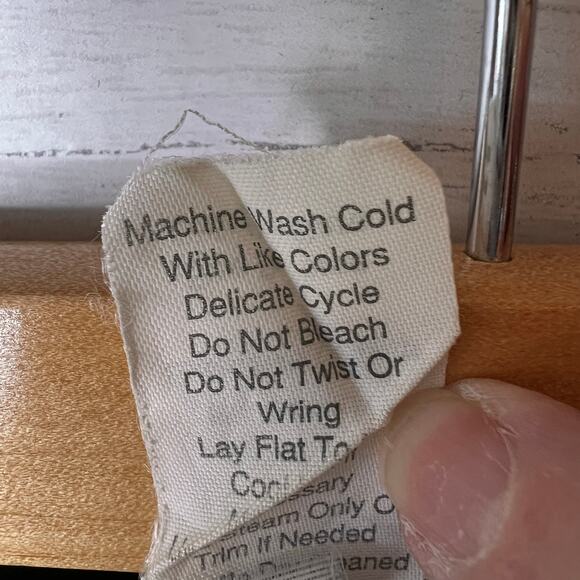 Machine Wash Cold
With Like Colors
Delicate Cycle
Do Not Bleach
Do Not Twist Or
Wring
Lay Flat To
Only
Trim If Needed